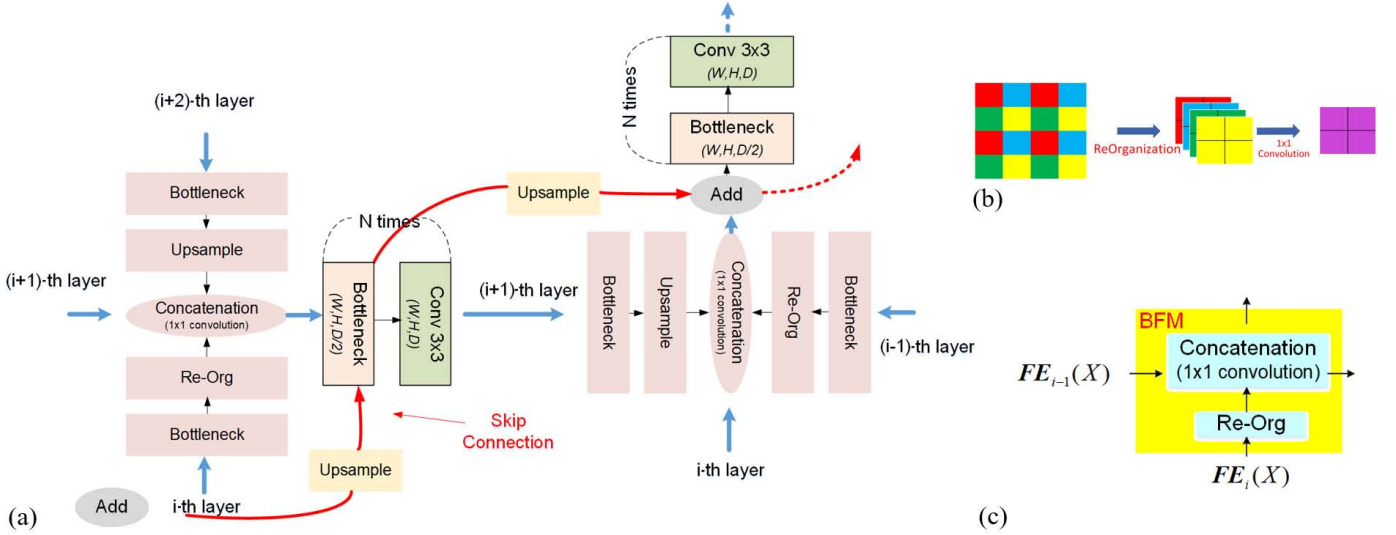 (i+2)-th layer
Bottleneck
Upsample
(i+1)-th layer
Concatenation
(1x1 convolution)
Re-Org
Bottleneck
i-th layer
Add
(a)
N times
Bottleneck
(W,H,D/2)
Conv 3x3
(W,H,D)
Upsample
Skip
Connection
Upsample
(i+1)-th layer
N times
Conv 3x3
(W,H,D)
Bottleneck
(W,H,D/2)
Add
Bottleneck
Upsample
Concatenation
(1x1 convolution)
Re-Org
Bottleneck
(i-1)-th layer
i-th layer
ReOrganization
1x1
Convolution
(b)
BFM
Concatenation
(1x1 convolution)
FE_{i-1}(X)
Re-Org
FE_i(X)
(c)